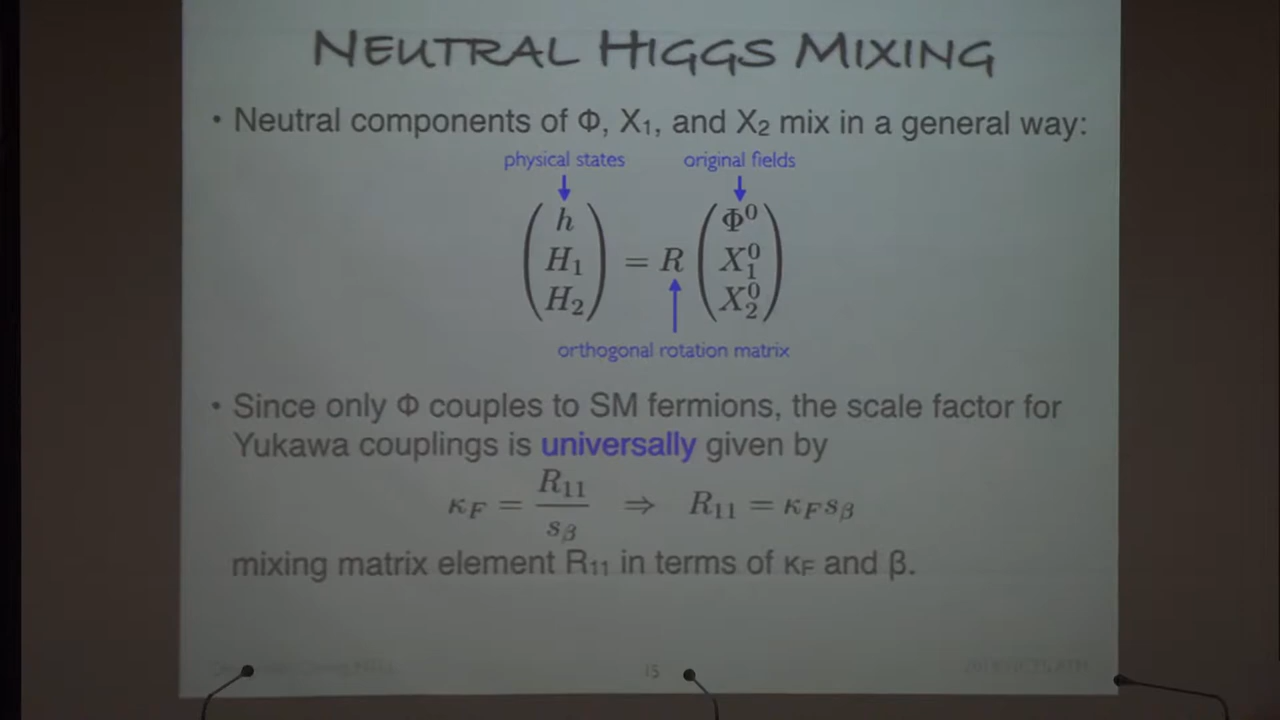 NEUTRAL HIGGS MIXING
• Neutral components of Φ, X₁, and X₂ mix in a general way:
physical states original fields
( h H₁ H₂ ) = R ( Φ⁰ X₁⁰ X₂⁰ )
orthogonal rotation matrix
• Since only Φ couples to SM fermions, the scale factor for
Yukawa couplings is universally given by
κ_F = R₁₁ / s_β ⇒ R₁₁ = κ_F s_β
mixing matrix element R₁₁ in terms of κF and β.
15